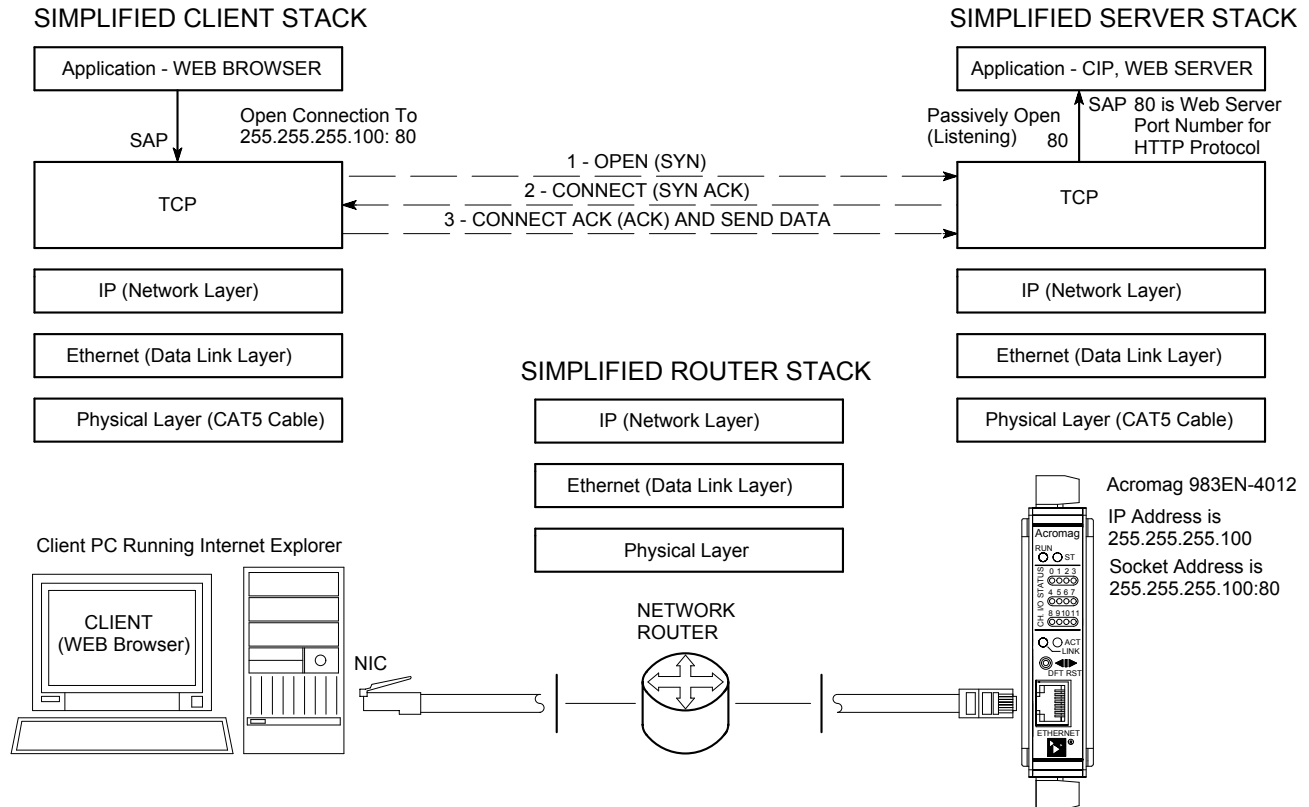 SIMPLIFIED CLIENT STACK
Application - WEB BROWSER
SAP
Open Connection To
255.255.255.100: 80
TCP
IP (Network Layer)
Ethernet (Data Link Layer)
Physical Layer (CAT5 Cable)
1 - OPEN (SYN)
2 - CONNECT (SYN ACK)
3 - CONNECT ACK (ACK) AND SEND DATA
SIMPLIFIED SERVER STACK
Application - CIP, WEB SERVER
Passively Open
(Listening)
80
SAP
80 is Web Server
Port Number for
HTTP Protocol
TCP
IP (Network Layer)
Ethernet (Data Link Layer)
Physical Layer (CAT5 Cable)
SIMPLIFIED ROUTER STACK
IP (Network Layer)
Ethernet (Data Link Layer)
Physical Layer
Client PC Running Internet Explorer
CLIENT
(WEB Browser)
NIC
NETWORK
ROUTER
Acromag
RUN
ST
CH. I/O STATUS
0 1 2 3
4 5 6 7
8 9 10 11
ACT
LINK
DFT RST
ETHERNET
®
Acromag 983EN-4012
IP Address is
255.255.255.100
Socket Address is
255.255.255.100:80